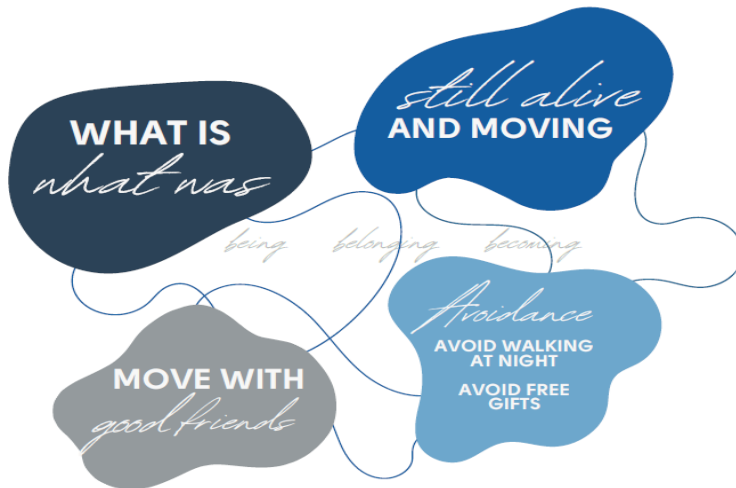 WHAT IS
what was
still alive
AND MOVING
being belonging becoming
MOVE WITH
good friends
Avoidance
AVOID WALKING
AT NIGHT
AVOID FREE
GIFTS